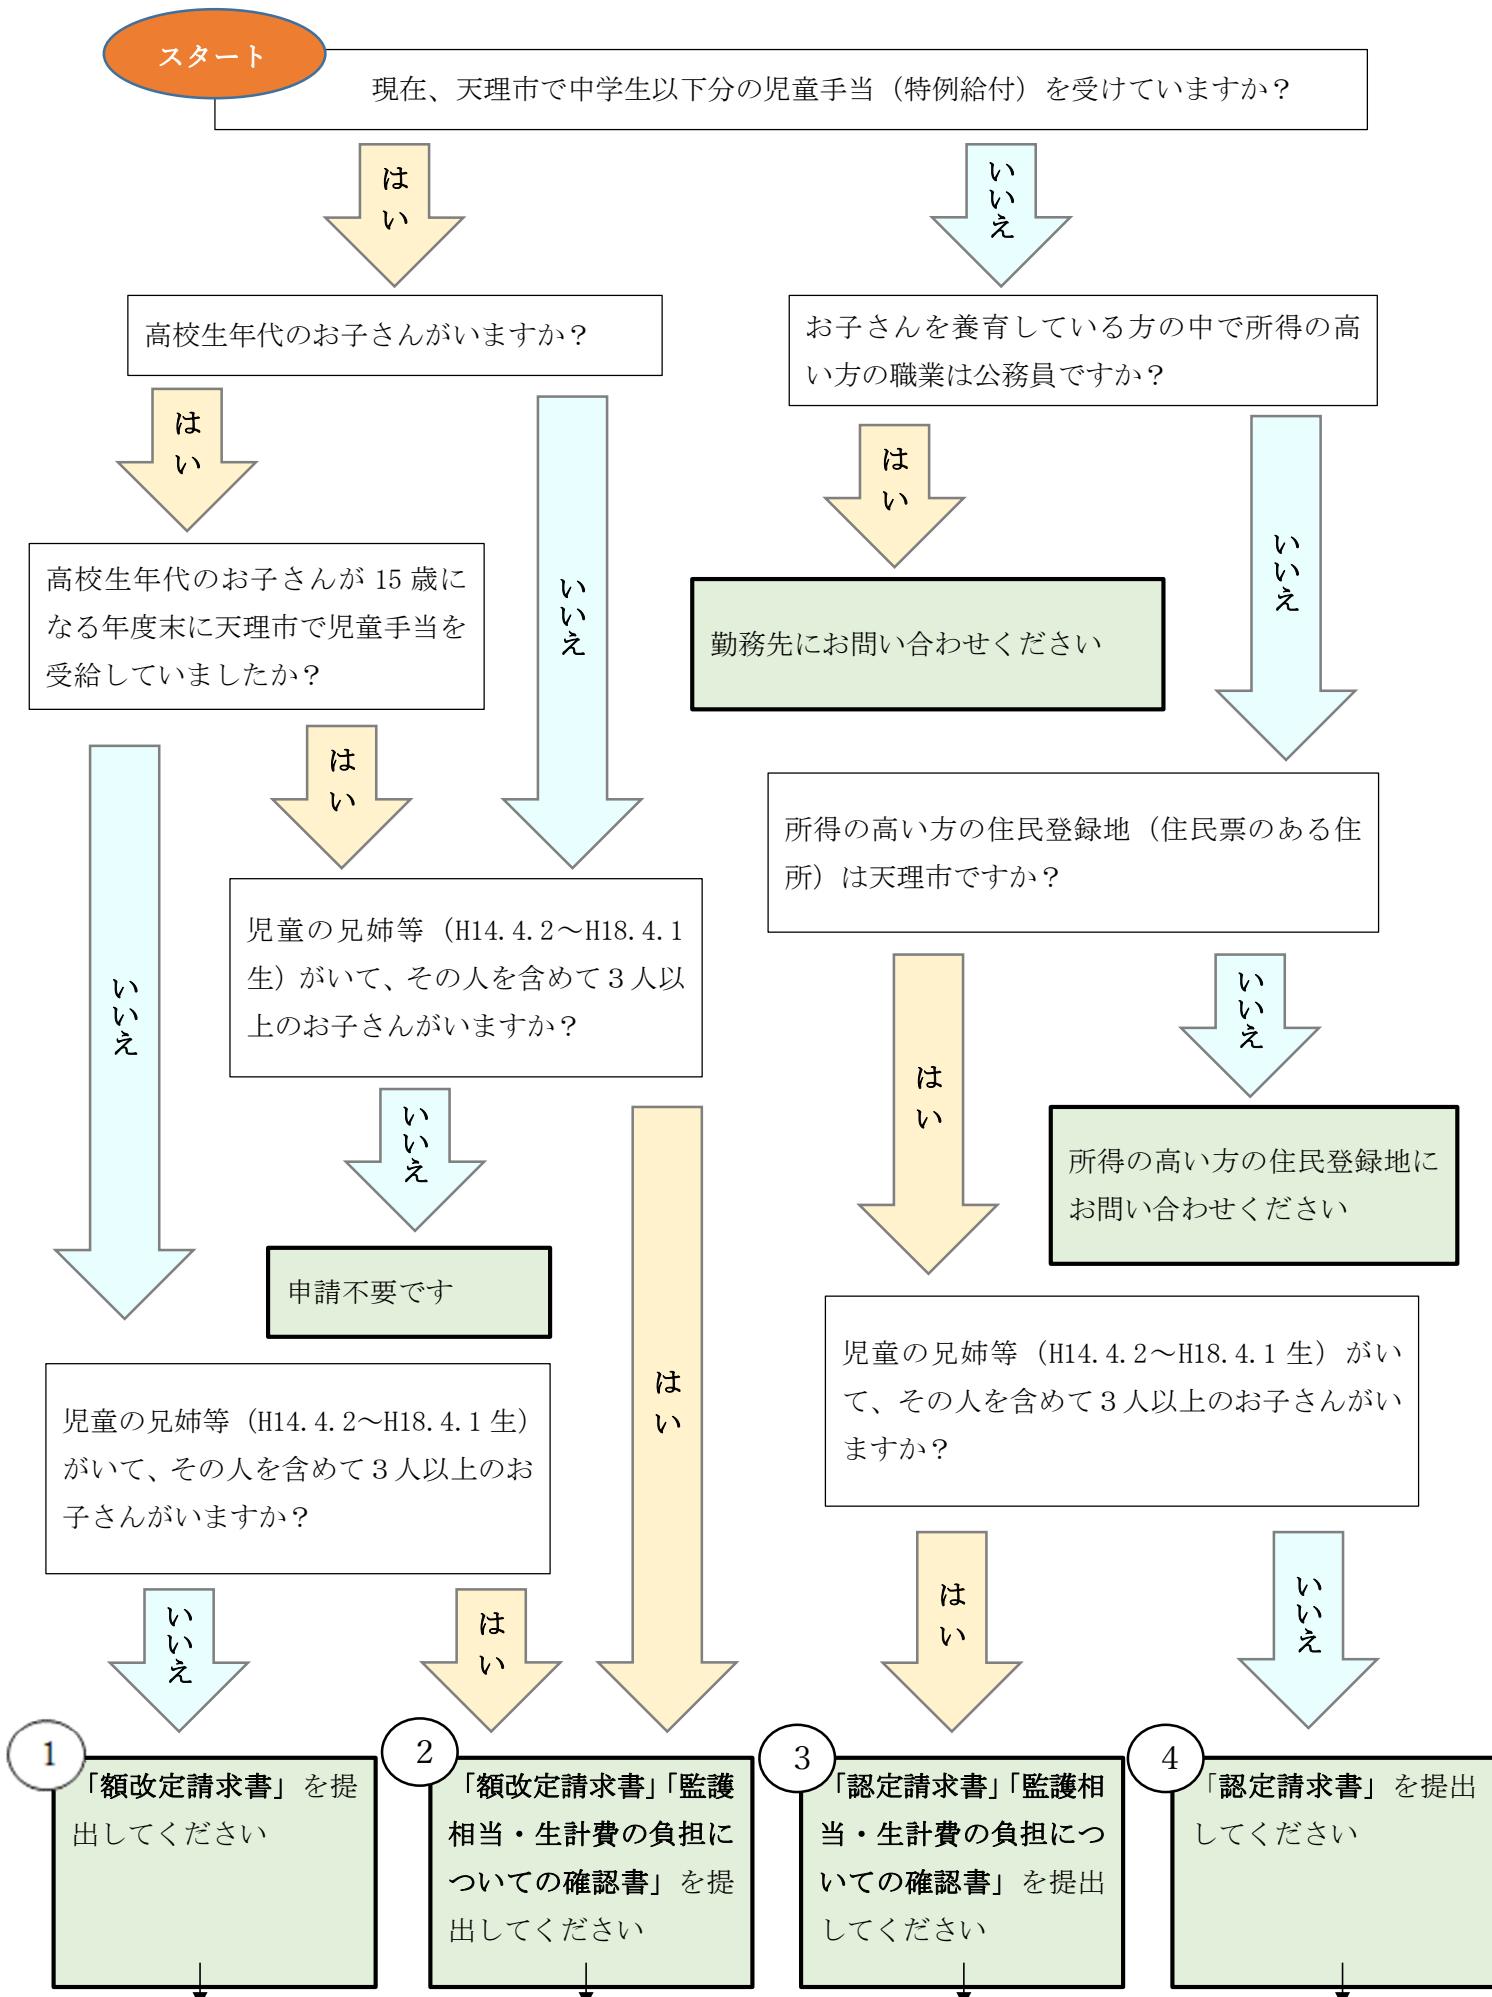 スタート
現在、天理市で中学生以下分の児童手当（特例給付）を受けていますか？
はい
いいえ
高校生年代のお子さんがいますか？
お子さんを養育している方の中で所得の高
い方の職業は公務員ですか？
はい
いいえ
はい
いいえ
高校生年代のお子さんが 15 歳に
なる年度末に天理市で児童手当を
受給していましたか？
勤務先にお問い合わせください
いいえ
はい
所得の高い方の住民登録地（住民票のある住
所）は天理市ですか？
児童の兄姉等（H14.4.2～H18.4.1
生）がいて、その人を含めて３人以
上のお子さんがいますか？
はい
いいえ
いいえ
はい
所得の高い方の住民登録地に
お問い合わせください
申請不要です
児童の兄姉等（H14.4.2～H18.4.1 生）がい
て、その人を含めて３人以上のお子さんがい
ますか？
児童の兄姉等（H14.4.2～H18.4.1 生）
がいて、その人を含めて３人以上のお
子さんがいますか？
いいえ
はい
はい
いいえ
1
「額改定請求書」を提
出してください
2
「額改定請求書」「監護
相当・生計費の負担に
ついての確認書」を提
出してください
3
「認定請求書」「監護相
当・生計費の負担につ
いての確認書」を提出
してください
4
「認定請求書」を提出
してください